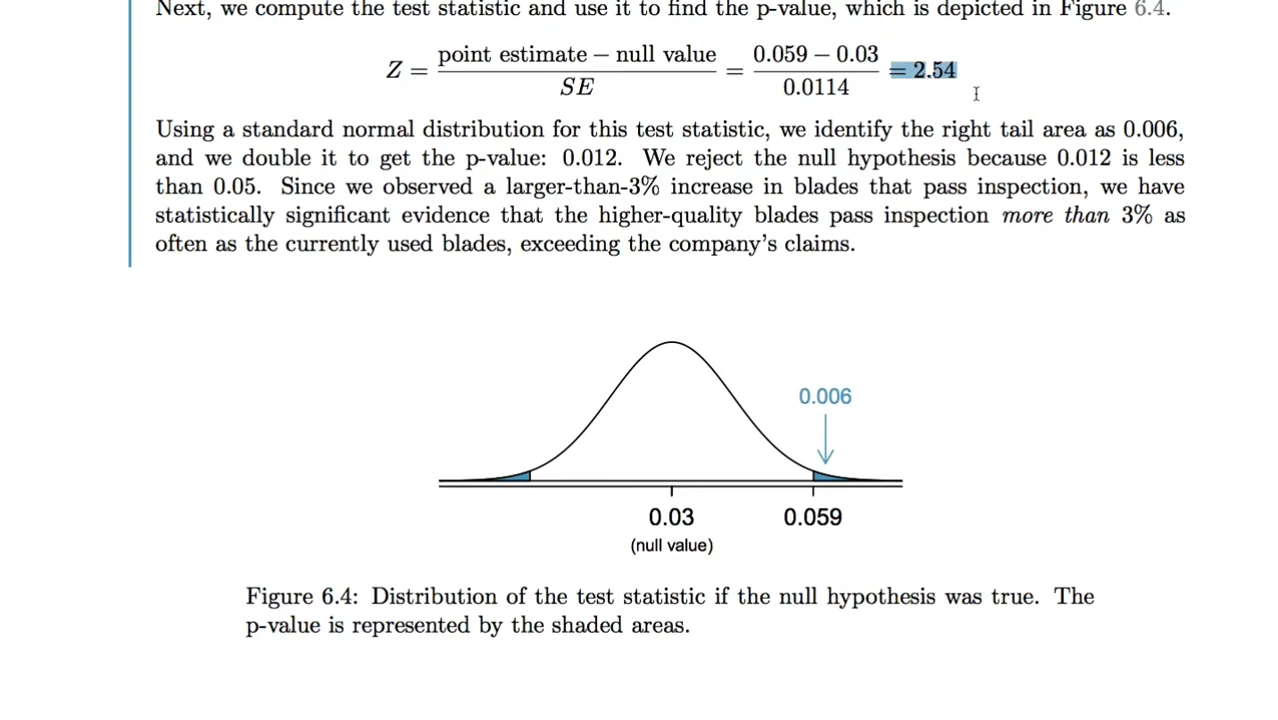 Next, we compute the test statistic and use it to find the p-value, which is depicted in Figure 6.4.
Z = point estimate − null value / SE = 0.059 − 0.03 / 0.0114 = 2.54
Using a standard normal distribution for this test statistic, we identify the right tail area as 0.006,
and we double it to get the p-value: 0.012. We reject the null hypothesis because 0.012 is less
than 0.05. Since we observed a larger-than-3% increase in blades that pass inspection, we have
statistically significant evidence that the higher-quality blades pass inspection more than 3% as
often as the currently used blades, exceeding the company's claims.
0.006
0.03
0.059
(null value)
Figure 6.4: Distribution of the test statistic if the null hypothesis was true. The
p-value is represented by the shaded areas.